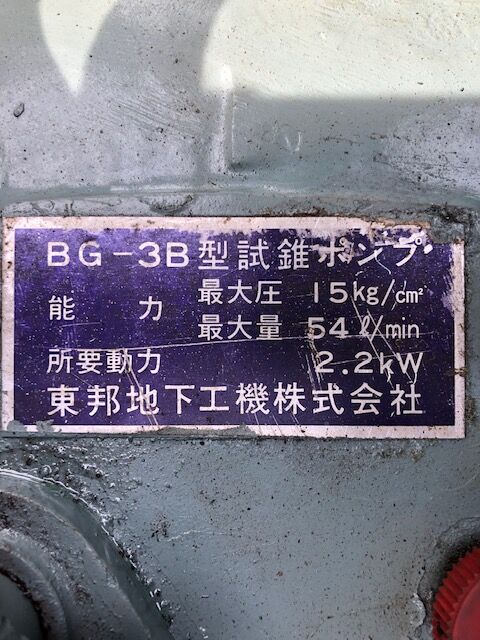 BG-3B型試錐ポンプ
能力 最大圧 15kg/cm²
最大量 54ℓ/min
所要動力 2.2kW
東邦地下工機株式会社